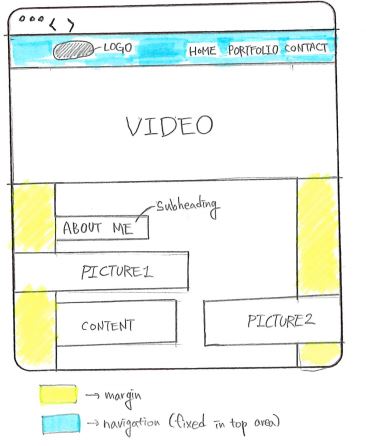 LOGO HOME PORTFOLIO CONTACT
VIDEO
Subheading
ABOUT ME
PICTURE1
CONTENT PICTURE2
→ margin
→ navigation (fixed in top area)